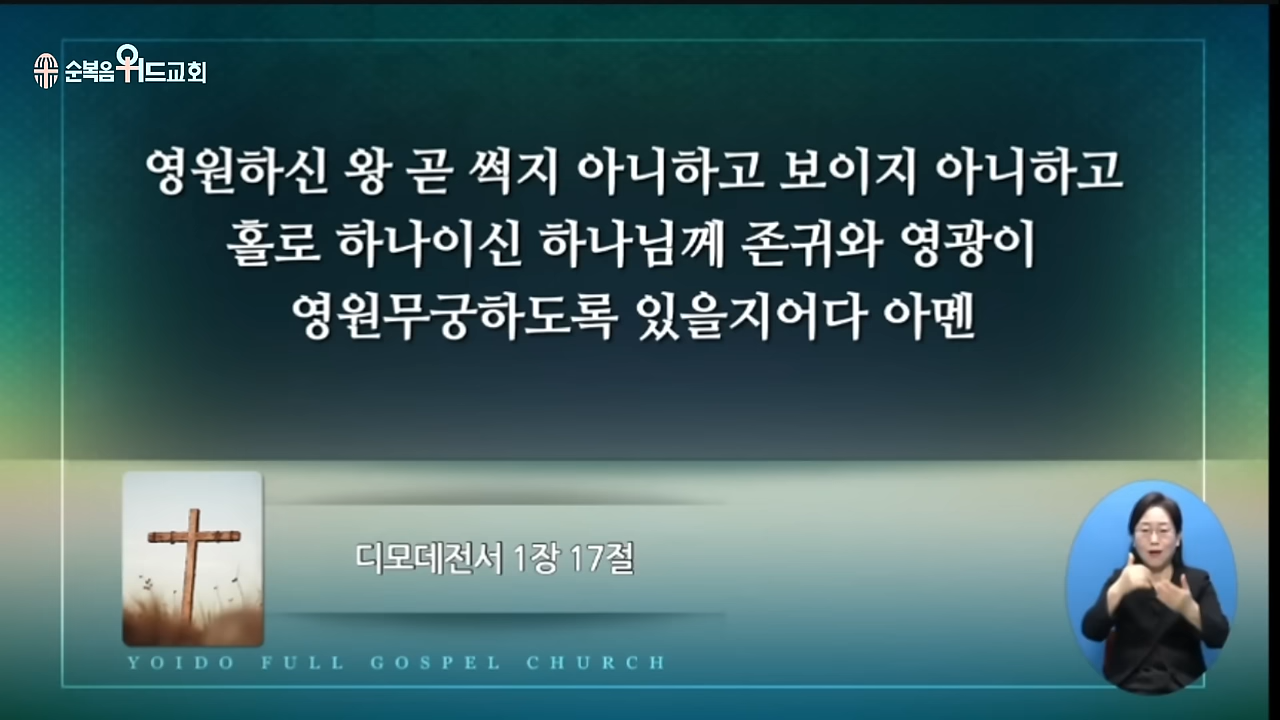 순복음워드교회
영원하신 왕 곧 썩지 아니하고 보이지 아니하고
홀로 하나이신 하나님께 존귀와 영광이
영원무궁하도록 있을지어다 아멘
디모데전서 1장 17절
YOIDO FULL GOSPEL CHURCH